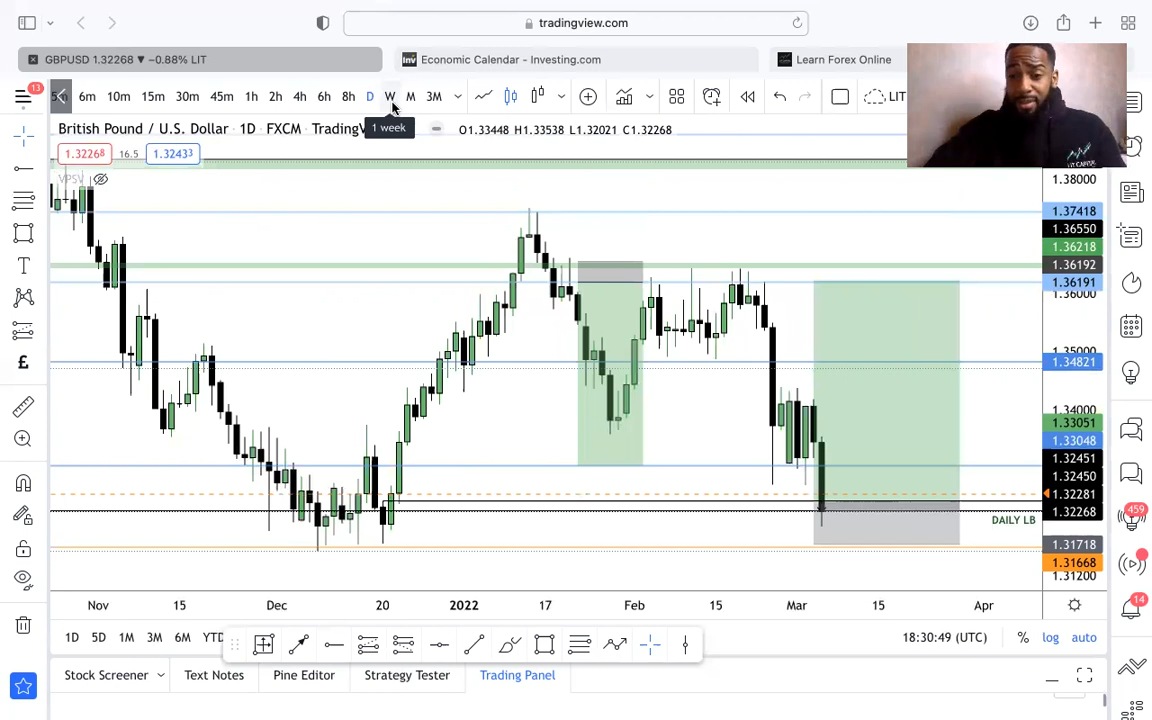 tradingview.com
GBPUSD 1.32268 ▼ −0.88% LIT
Economic Calendar - Investing.com
Learn Forex Online
13
6m 10m 15m 30m 45m 1h 2h 4h 6h 8h D W M 3M
LIT
1 week
British Pound / U.S. Dollar · 1D · FXCM · TradingV
O1.33448 H1.33538 L1.32021 C1.32268
1.32268 16.5 1.32433
VPSV
1.38000
1.37418
1.36550
1.36218
1.36192
1.36191
1.36000
1.35000
1.34821
1.34000
1.33051
1.33048
1.32451
1.32450
1.32281
1.32268
DAILY LB
1.31718
1.31668
1.31200
459
14
Nov 15 Dec 20 2022 17 Feb 15 Mar 15 Apr
1D 5D 1M 3M 6M YTD
18:30:49 (UTC) % log auto
Stock Screener Text Notes Pine Editor Strategy Tester Trading Panel